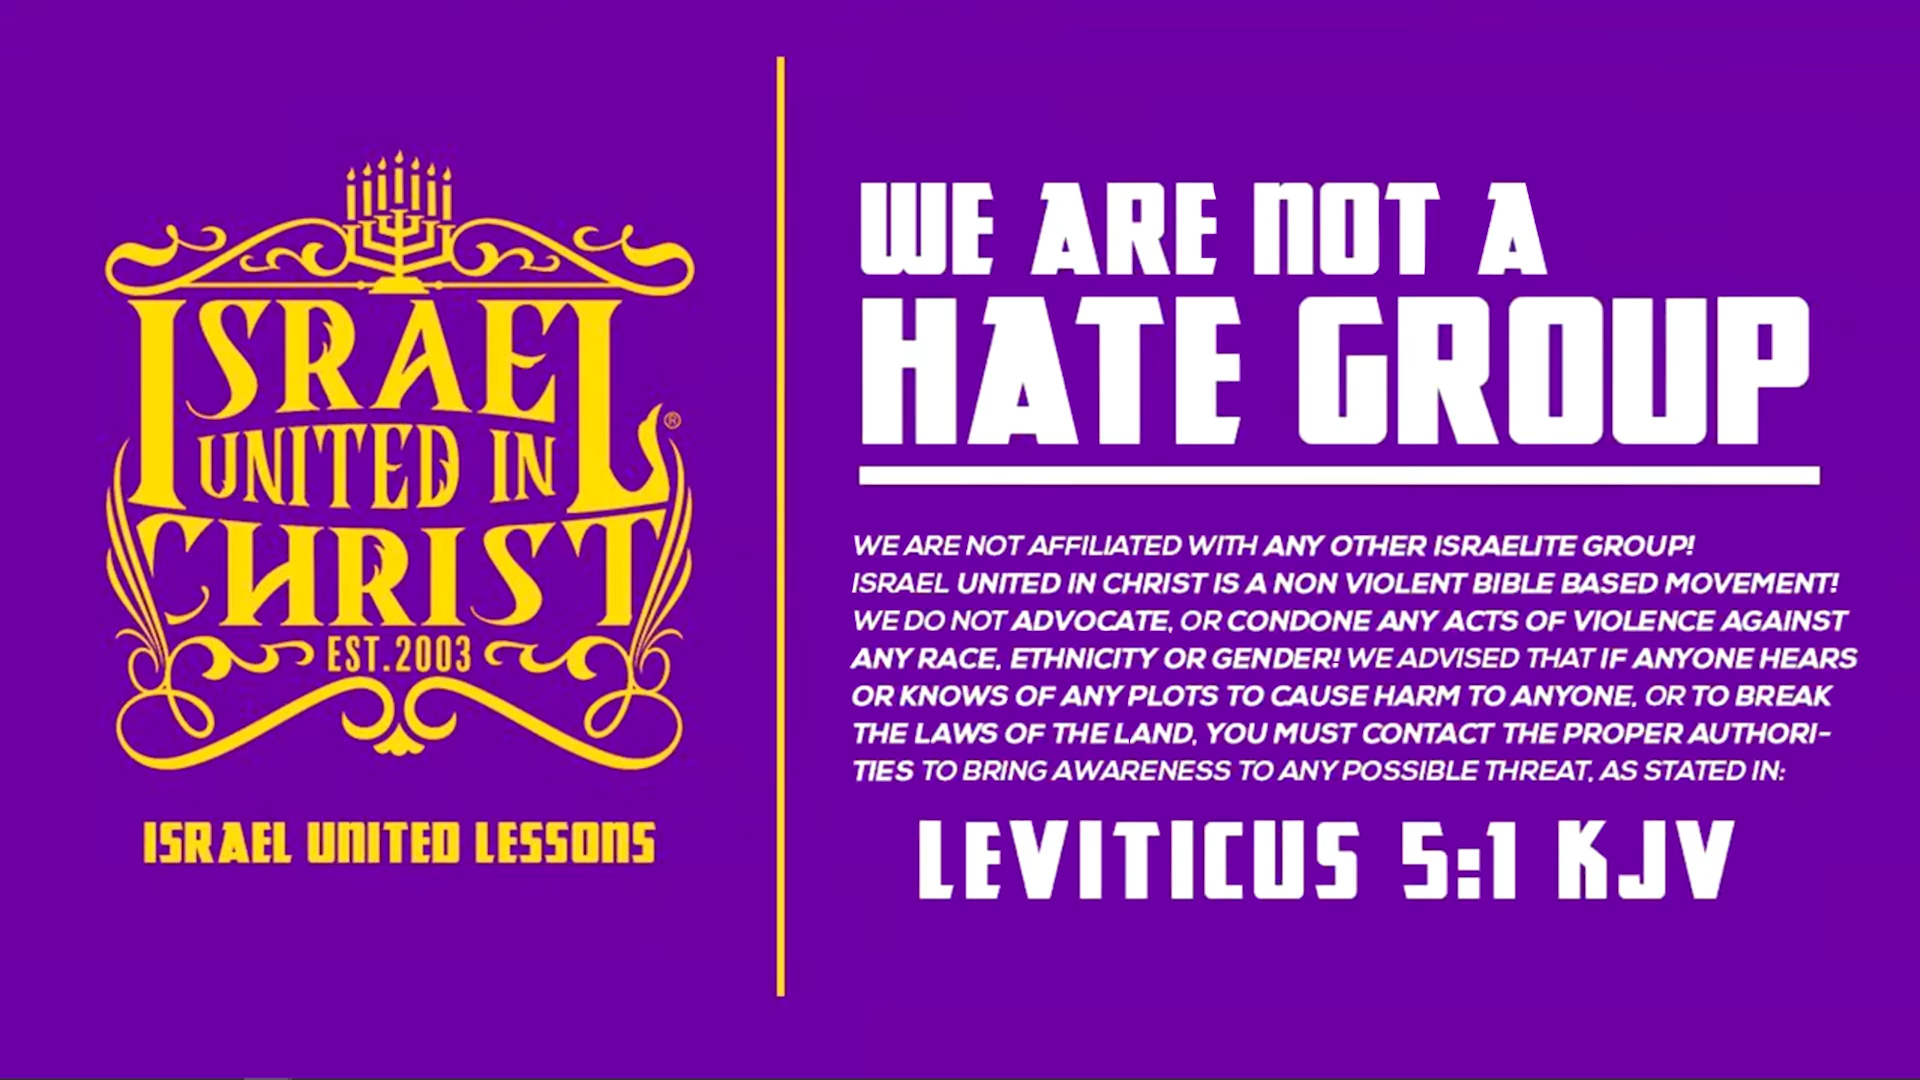 ISRAEL
UNITED IN
CHRIST
®
EST.2003
ISRAEL UNITED LESSONS
WE ARE NOT A
HATE GROUP
WE ARE NOT AFFILIATED WITH ANY OTHER ISRAELITE GROUP!
ISRAEL UNITED IN CHRIST IS A NON VIOLENT BIBLE BASED MOVEMENT!
WE DO NOT ADVOCATE, OR CONDONE ANY ACTS OF VIOLENCE AGAINST
ANY RACE, ETHNICITY OR GENDER! WE ADVISED THAT IF ANYONE HEARS
OR KNOWS OF ANY PLOTS TO CAUSE HARM TO ANYONE, OR TO BREAK
THE LAWS OF THE LAND, YOU MUST CONTACT THE PROPER AUTHORI-
TIES TO BRING AWARENESS TO ANY POSSIBLE THREAT, AS STATED IN:
LEVITICUS 5:1 KJV